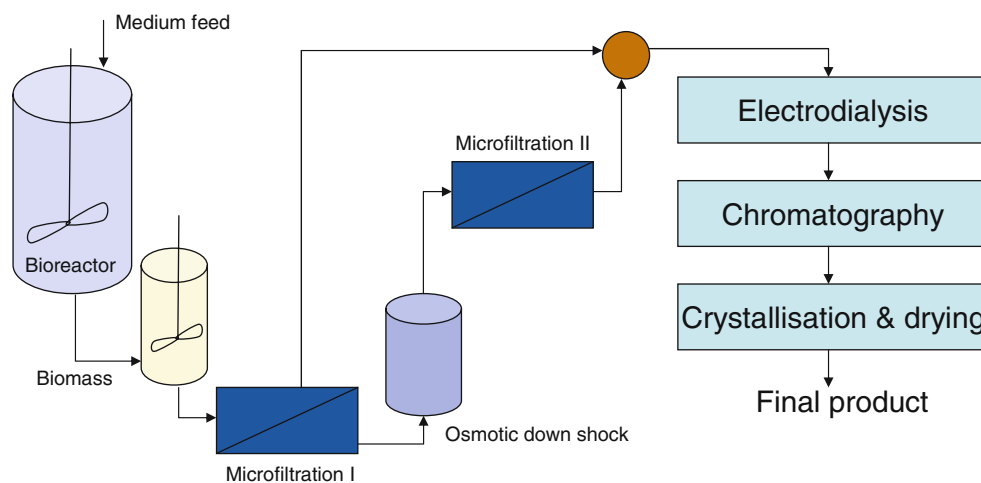 Medium feed
Bioreactor
Biomass
Microfiltration I
Osmotic down shock
Microfiltration II
Electrodialysis
Chromatography
Crystallisation & drying
Final product